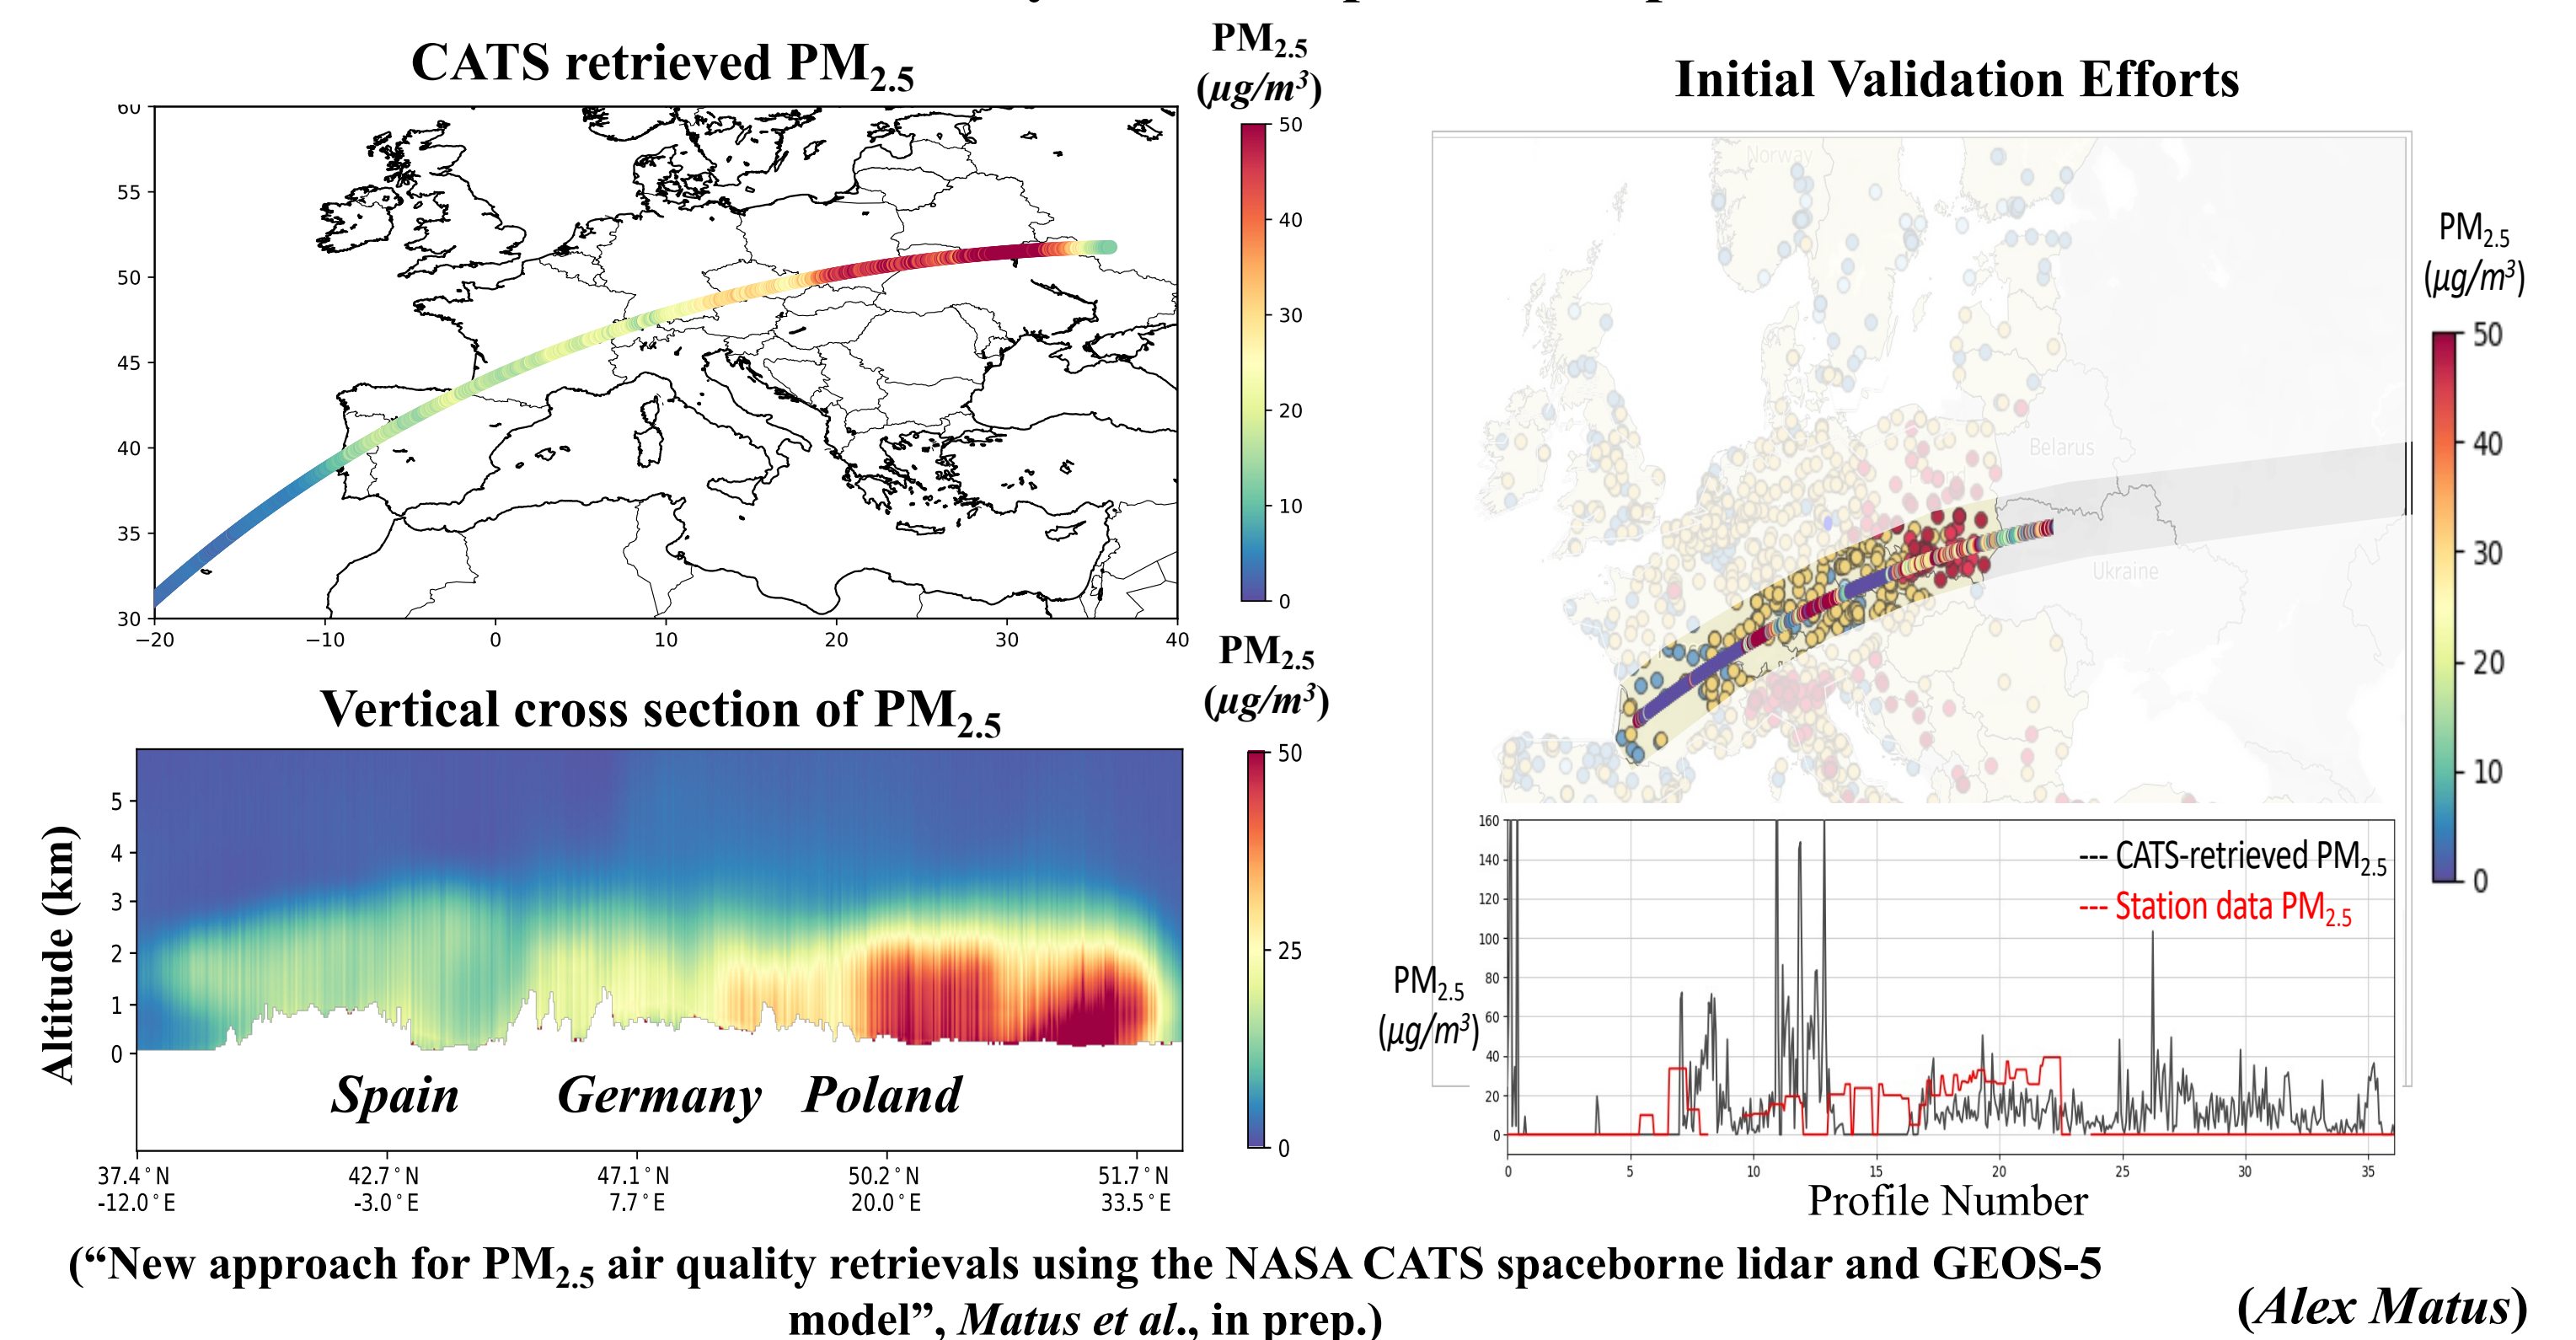 CATS retrieved PM2.5
PM2.5
(μg/m³)
60
55
50
45
40
35
30
−20
−10
0
10
20
30
40
50
40
30
20
10
0
Vertical cross section of PM2.5
PM2.5
(μg/m³)
Altitude (km)
5
4
3
2
1
0
Spain Germany Poland
37.4°N 42.7°N 47.1°N 50.2°N 51.7°N
-12.0°E -3.0°E 7.7°E 20.0°E 33.5°E
50
25
0
Initial Validation Efforts
Norway
Belarus
Ukraine
PM2.5
(μg/m³)
50
40
30
20
10
0
--- CATS-retrieved PM2.5
--- Station data PM2.5
PM2.5
(μg/m³)
160
140
120
100
80
60
40
20
0
0 5 10 15 20 25 30 35
Profile Number
(“New approach for PM2.5 air quality retrievals using the NASA CATS spaceborne lidar and GEOS-5
model”, Matus et al., in prep.)
(Alex Matus)